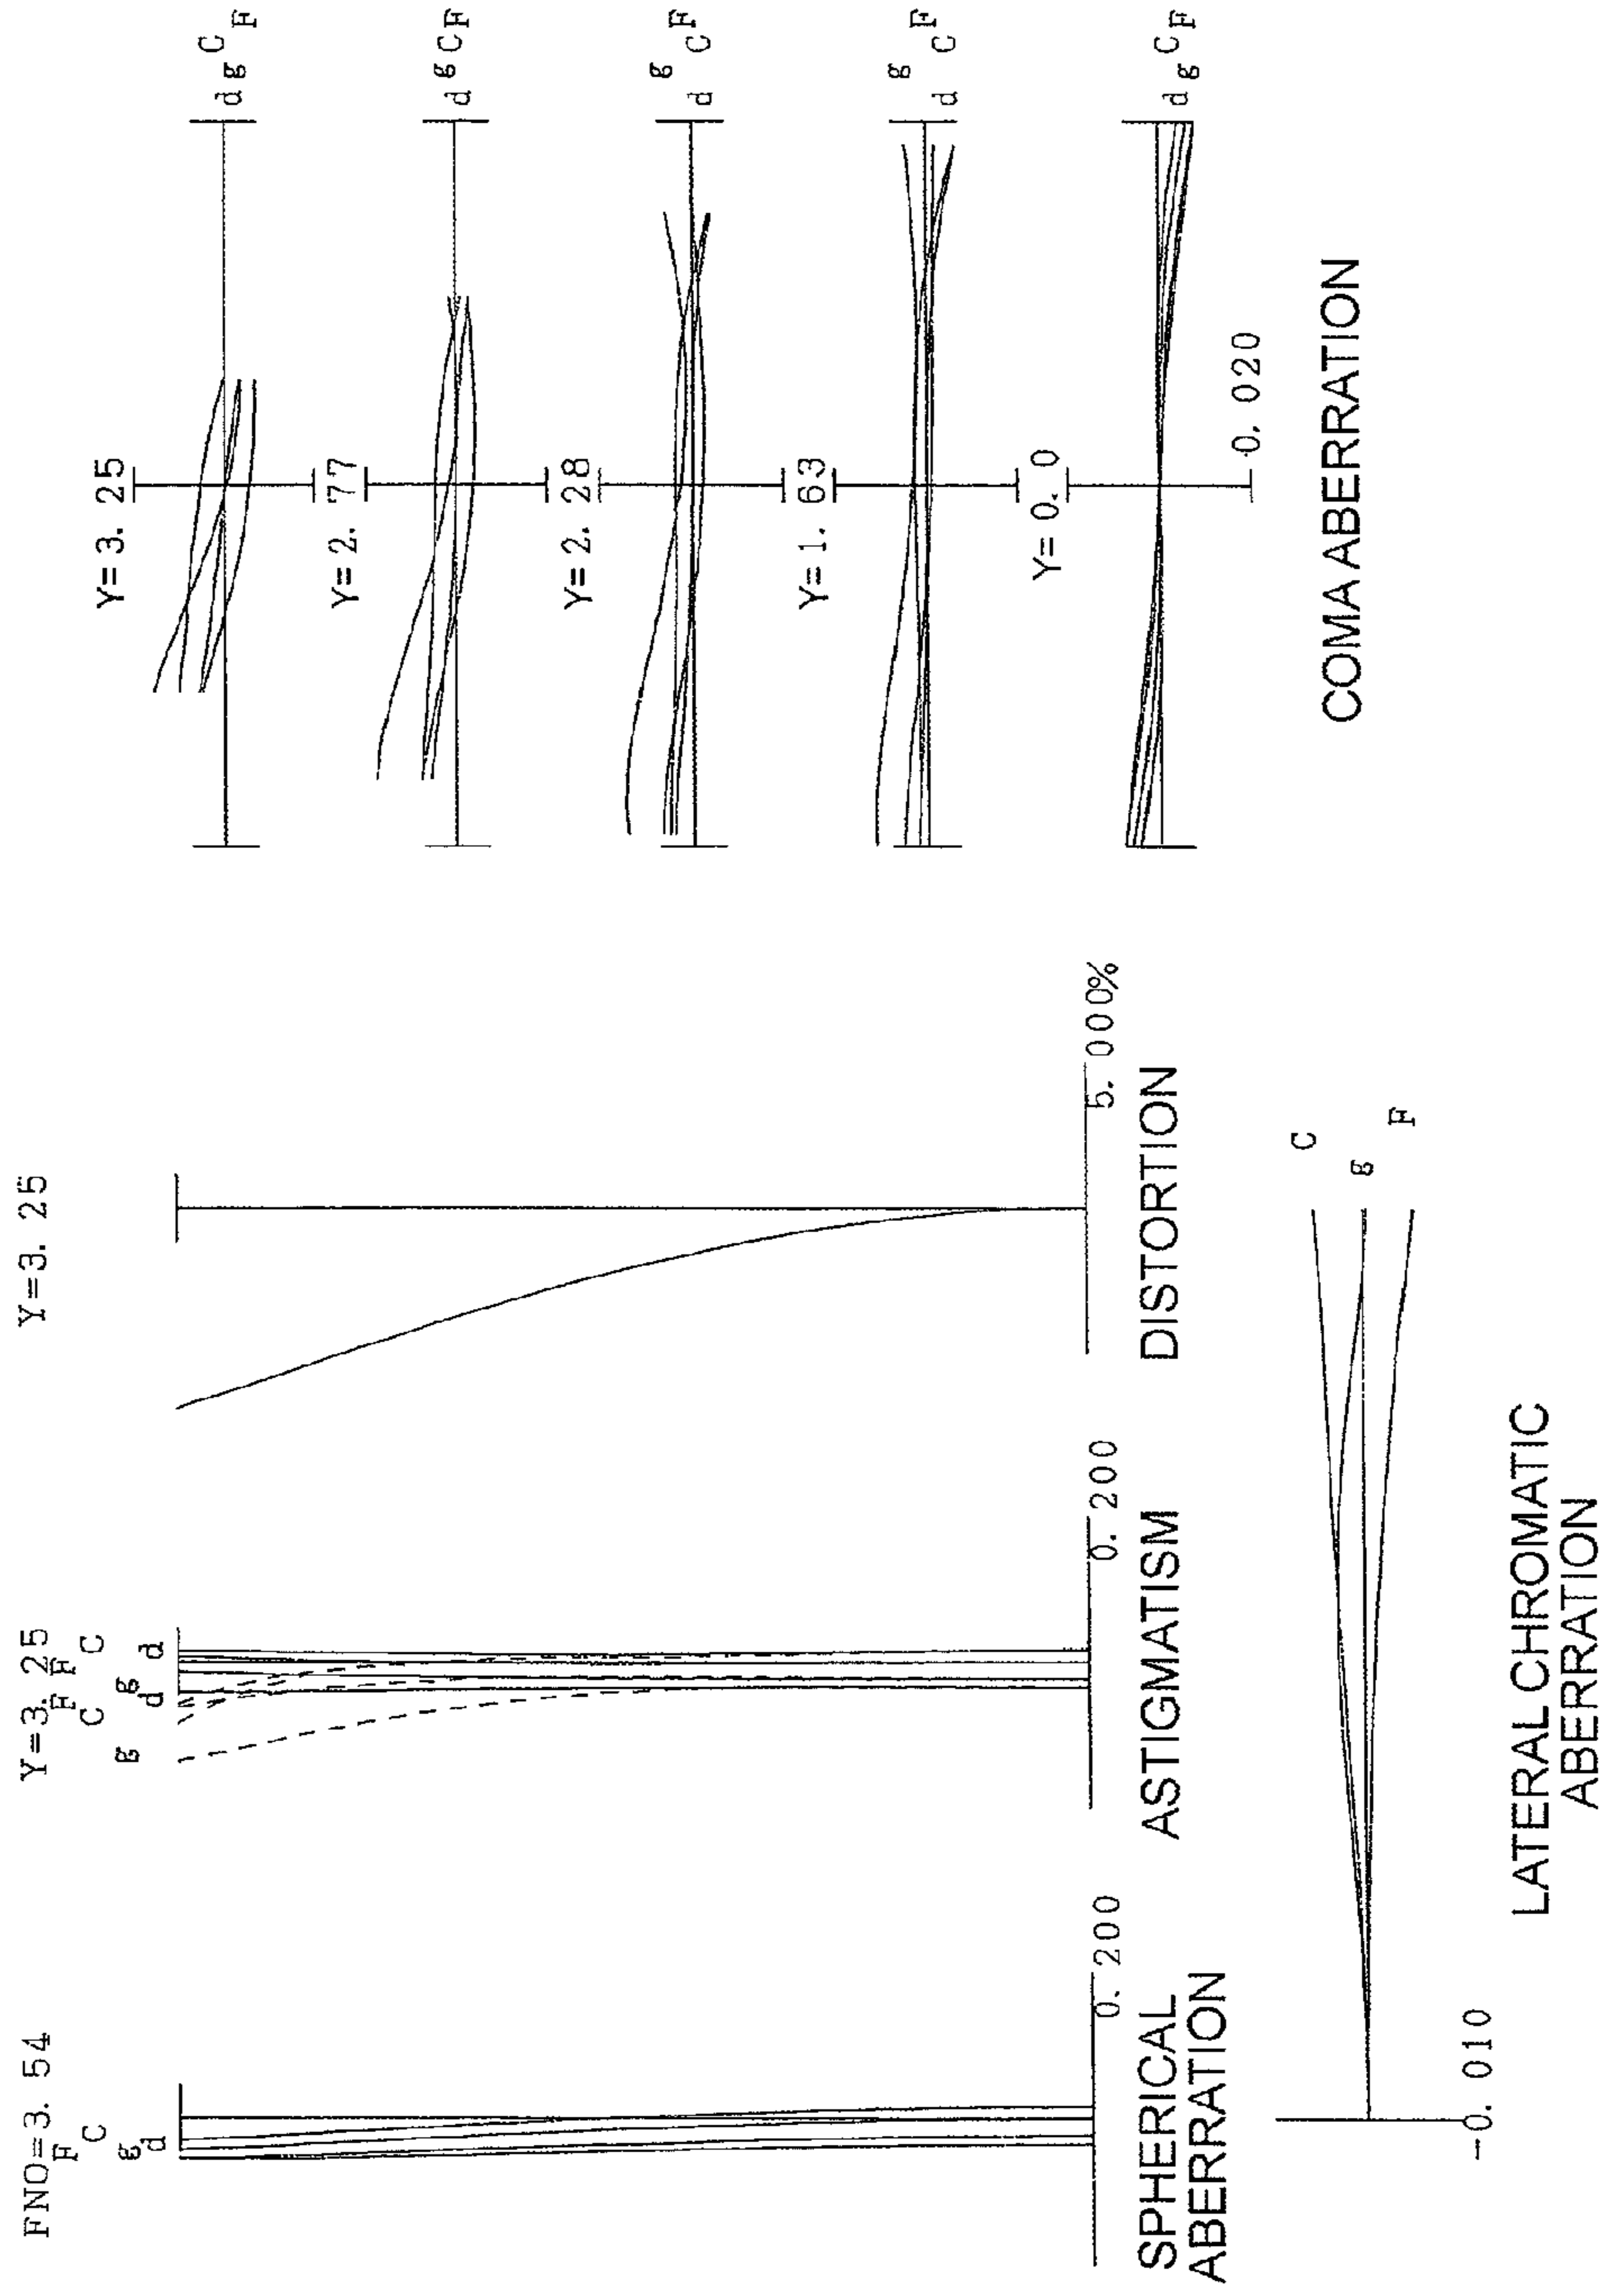 FNO=3. 54
F
C
g
d
0. 200
SPHERICAL
ABERRATION
Y=3. 25
F
F
C
C
g
g
d
d
0. 200
ASTIGMATISM
Y=3. 25
5. 000%
DISTORTION
Y=3. 25
C
F
d g
Y=2. 77
g
C F
d
Y=2. 28
g
F
d
C
Y=1. 63
g
F
d
C
Y=0. 0
C F
d g
-0. 020
COMA ABERRATION
C
g
F
-0. 010
LATERAL CHROMATIC
ABERRATION